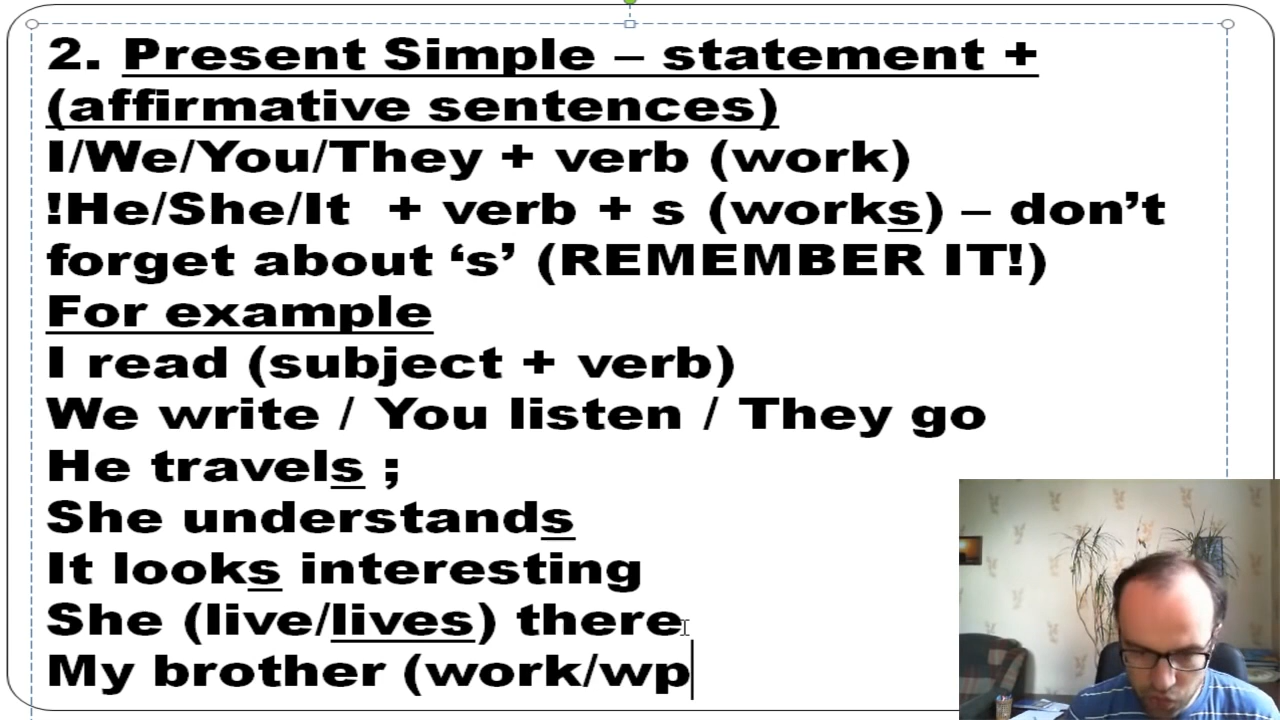 2. Present Simple – statement +
(affirmative sentences)
I/We/You/They + verb (work)
!He/She/It + verb + s (works) – don’t
forget about ‘s’ (REMEMBER IT!)
For example
I read (subject + verb)
We write / You listen / They go
He travels ;
She understands
It looks interesting
She (live/lives) there
My brother (work/wp